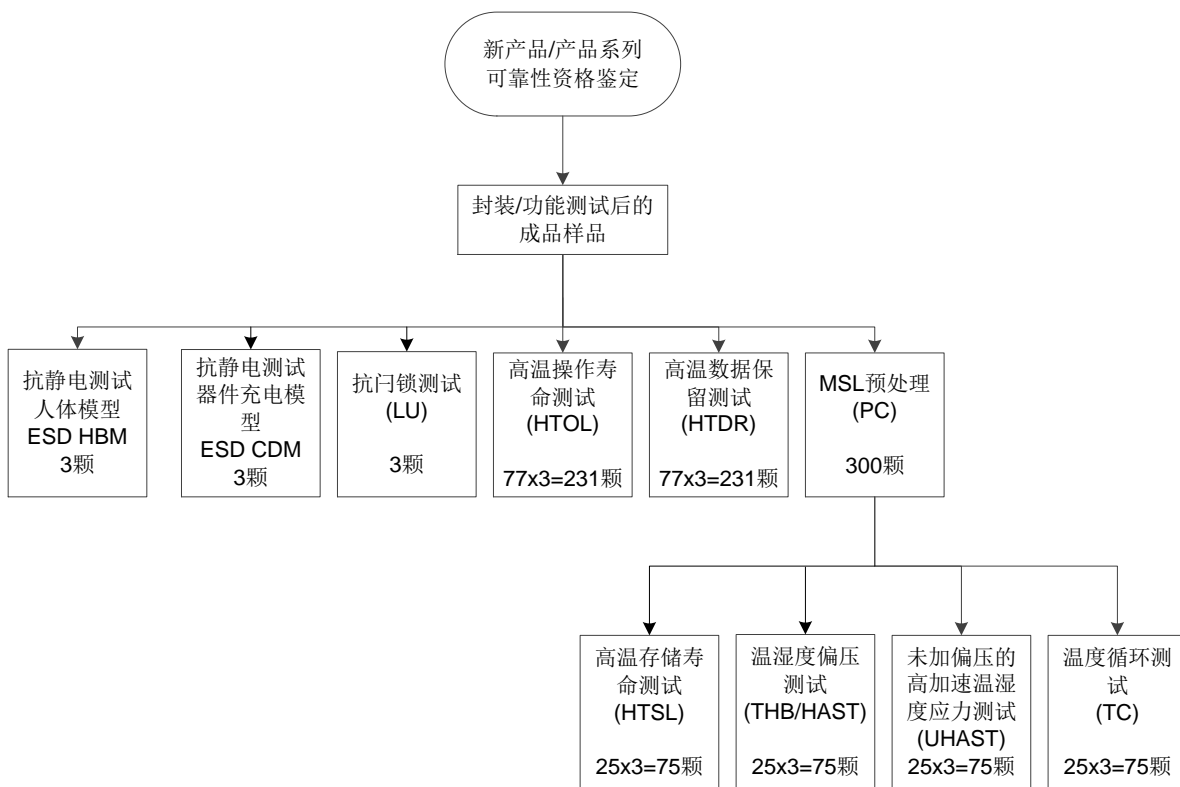 新产品/产品系列
可靠性资格鉴定
封装/功能测试后的
成品样品
抗静电测试
人体模型
ESD HBM
3颗
抗静电测试
器件充电模
型
ESD CDM
3颗
抗闩锁测试
(LU)
3颗
高温操作寿
命测试
(HTOL)
77x3=231颗
高温数据保
留测试
(HTDR)
77x3=231颗
MSL预处理
(PC)
300颗
高温存储寿
命测试
(HTSL)
25x3=75颗
温湿度偏压
测试
(THB/HAST)
25x3=75颗
未加偏压的
高加速温湿
度应力测试
(UHAST)
25x3=75颗
温度循环测
试
(TC)
25x3=75颗